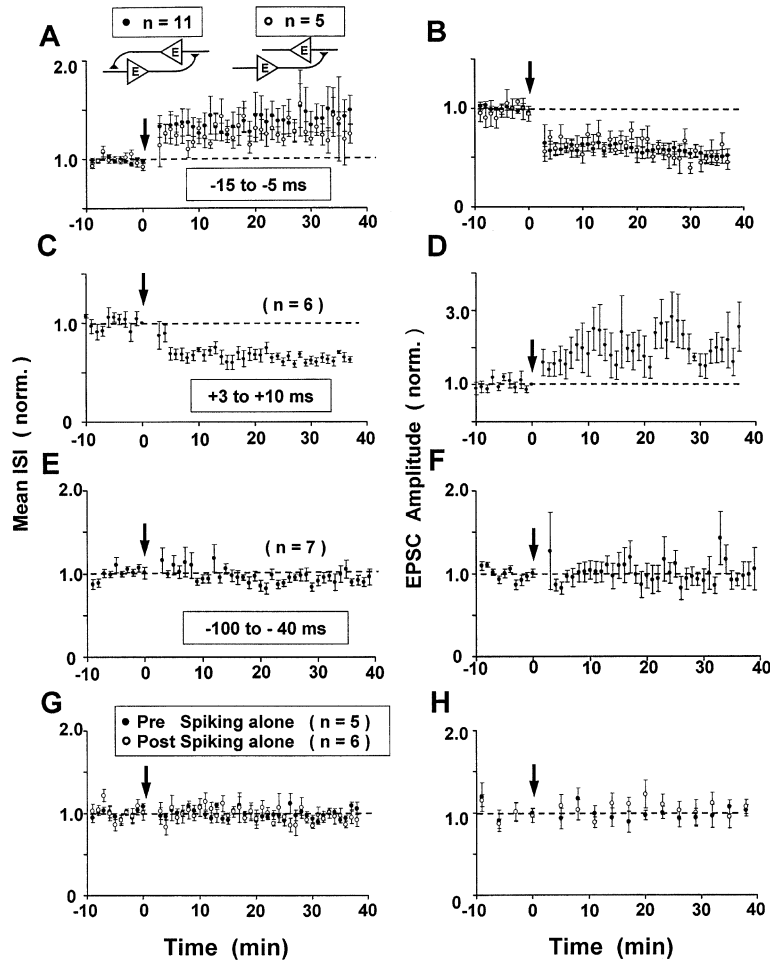 ● n = 11
○ n = 5
A
E
E
E
E
2.0
1.0
-10 0 10 20 30 40
-15 to -5 ms
B
1.0
0
-10 0 10 20 30 40
C
1.0
0
-10 0 10 20 30 40
( n = 6 )
+3 to +10 ms
D
3.0
1.0
-10 0 10 20 30 40
E
2.0
1.0
0
-10 0 10 20 30 40
( n = 7 )
-100 to - 40 ms
F
2.0
1.0
0
-10 0 10 20 30 40
G
● Pre Spiking alone ( n = 5 )
○ Post Spiking alone ( n = 6 )
2.0
1.0
0
-10 0 10 20 30 40
H
2.0
1.0
0
-10 0 10 20 30 40
Mean ISI ( norm. )
EPSC Amplitude ( norm. )
Time (min)
Time (min)